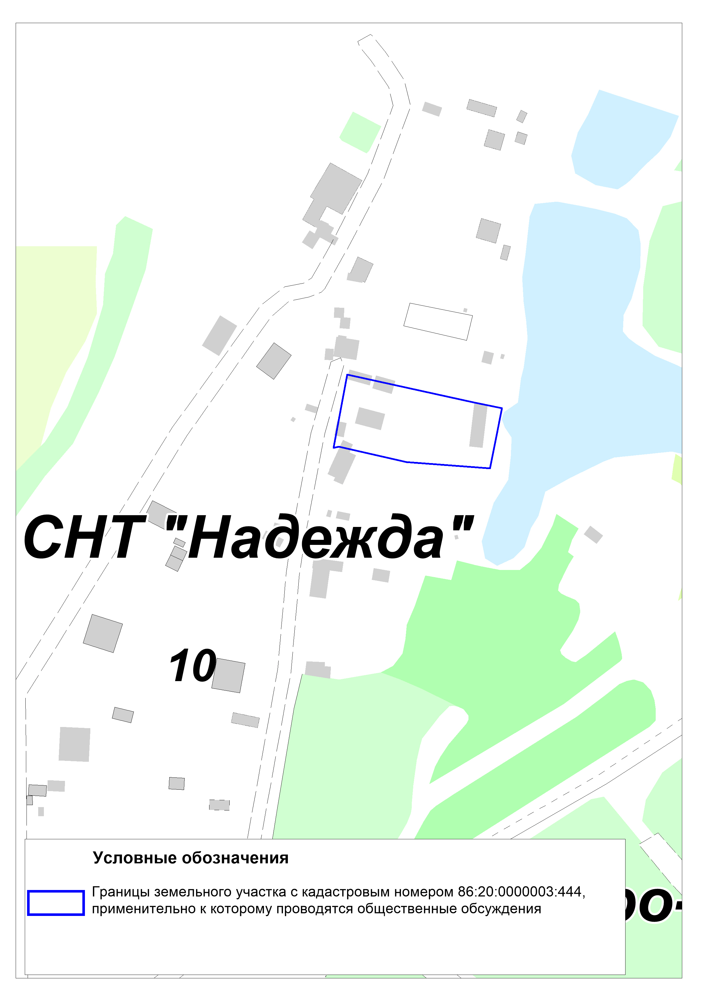 СНТ "Надежда"
10
Условные обозначения
Границы земельного участка с кадастровым номером 86:20:0000003:444,
применительно к которому проводятся общественные обсуждения